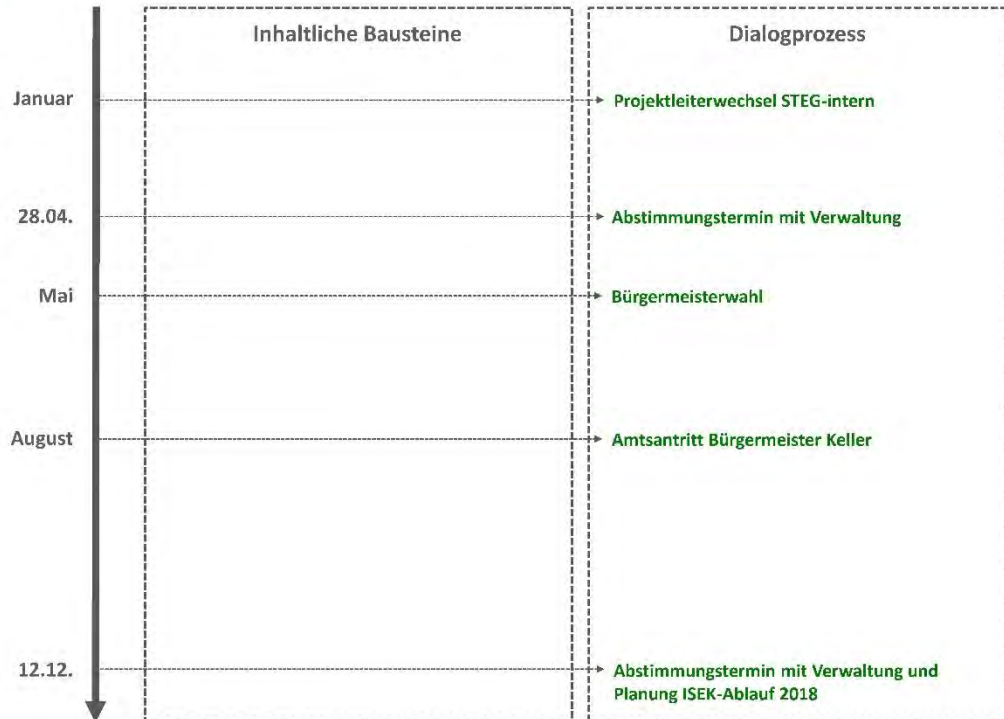 Inhaltliche Bausteine
Dialogprozess
Januar
Projektleiterwechsel STEG-intern
28.04.
Abstimmungstermin mit Verwaltung
Mai
Bürgermeisterwahl
August
Amtsantritt Bürgermeister Keller
12.12.
Abstimmungstermin mit Verwaltung und
Planung ISEK-Ablauf 2018